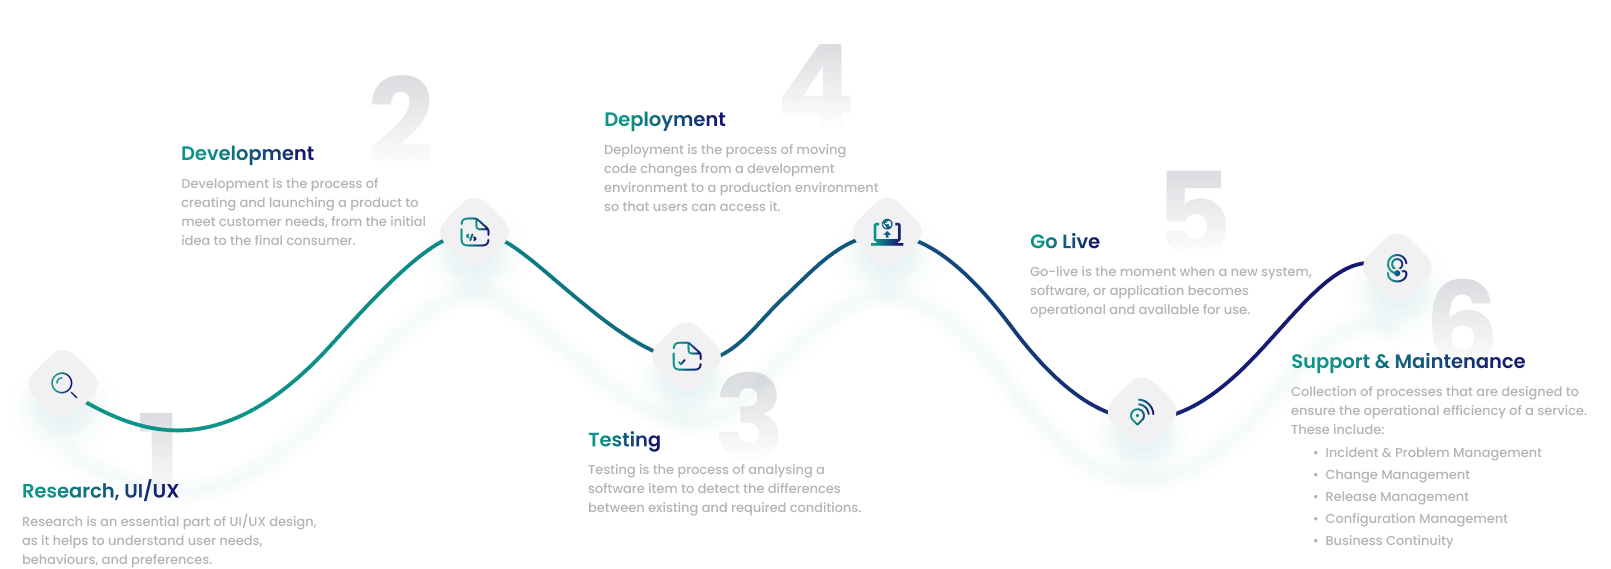 1
Research, UI/UX
Research is an essential part of UI/UX design,
as it helps to understand user needs,
behaviours, and preferences.
2
Development
Development is the process of
creating and launching a product to
meet customer needs, from the initial
idea to the final consumer.
3
Testing
Testing is the process of analysing a
software item to detect the differences
between existing and required conditions.
4
Deployment
Deployment is the process of moving
code changes from a development
environment to a production environment
so that users can access it.
5
Go Live
Go-live is the moment when a new system,
software, or application becomes
operational and available for use.
6
Support & Maintenance
Collection of processes that are designed to
ensure the operational efficiency of a service.
These include:
• Incident & Problem Management
• Change Management
• Release Management
• Configuration Management
• Business Continuity